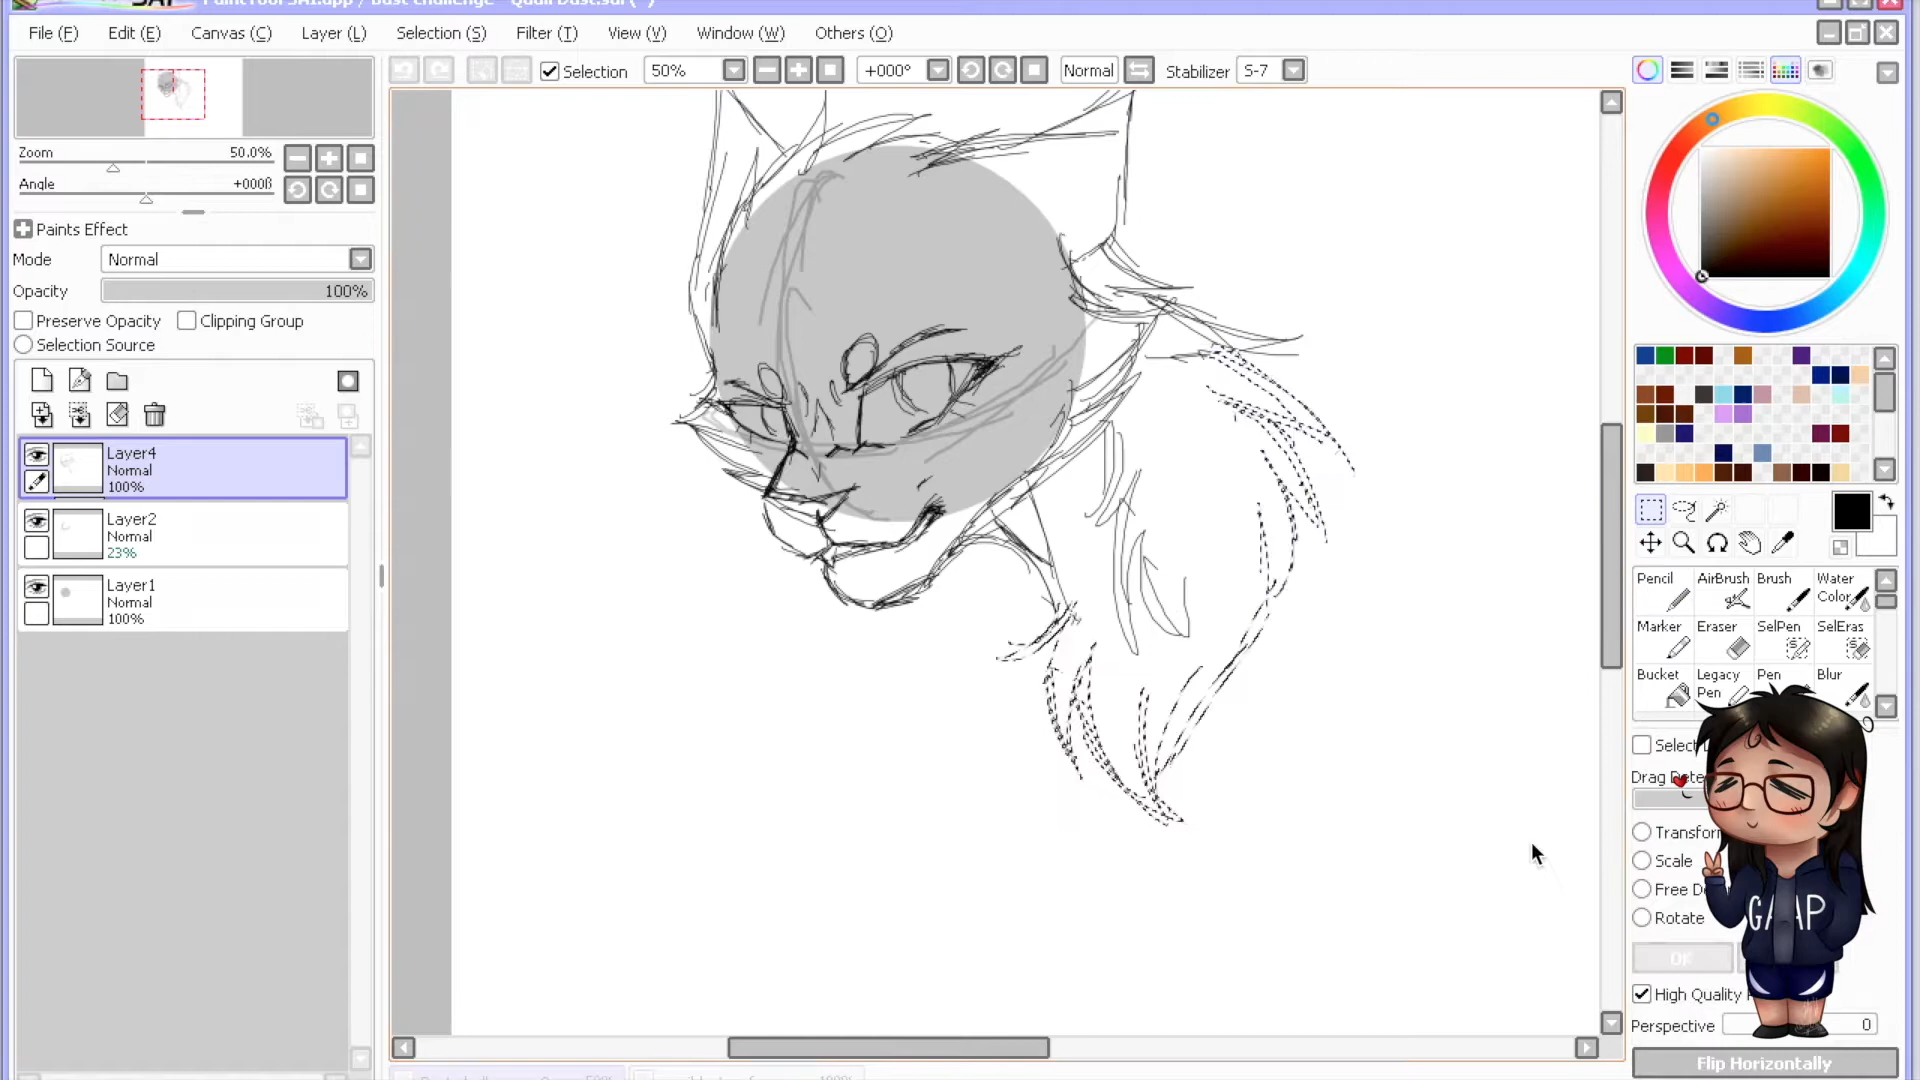 File (F)
Edit (E)
Canvas (C)
Layer (L)
Selection (S)
Filter (T)
View (V)
Window (W)
Others (O)
Selection
50%
+000°
Normal
Stabilizer
S-7
Zoom
50.0%
Angle
+000ß
Paints Effect
Mode
Normal
Opacity
100%
Preserve Opacity
Clipping Group
Selection Source
Layer4
Normal
100%
Layer2
Normal
23%
Layer1
Normal
100%
Pencil
AirBrush
Brush
Water
Color
Marker
Eraser
SelPen
SelEras
Bucket
Legacy
Pen
Pen
Blur
Select
Drag Dete
Transfor
Scale
Free D
Rotate
OK
GAAP
High Quality
Perspective
0
Flip Horizontally